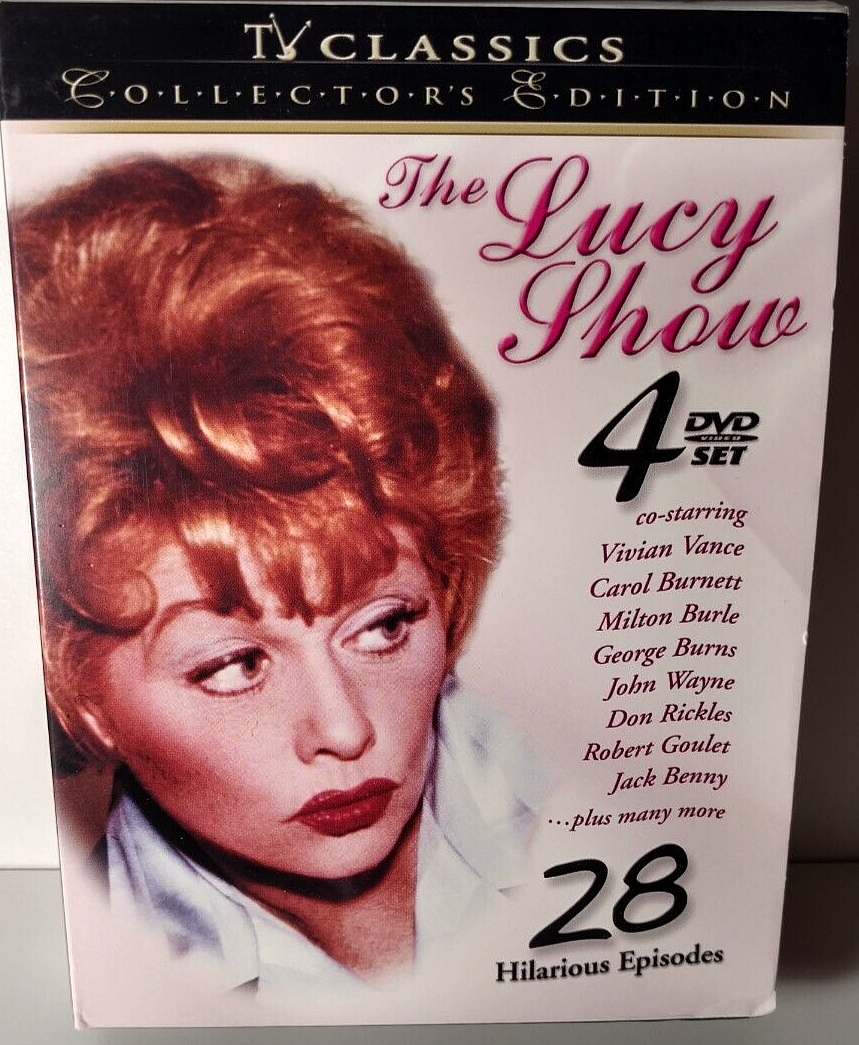 TV CLASSICS
COLLECTOR'S EDITION
The Lucy
Show
4 DVD
VIDEO
SET
co-starring
Vivian Vance
Carol Burnett
Milton Burle
George Burns
John Wayne
Don Rickles
Robert Goulet
Jack Benny
...plus many more
28
Hilarious Episodes